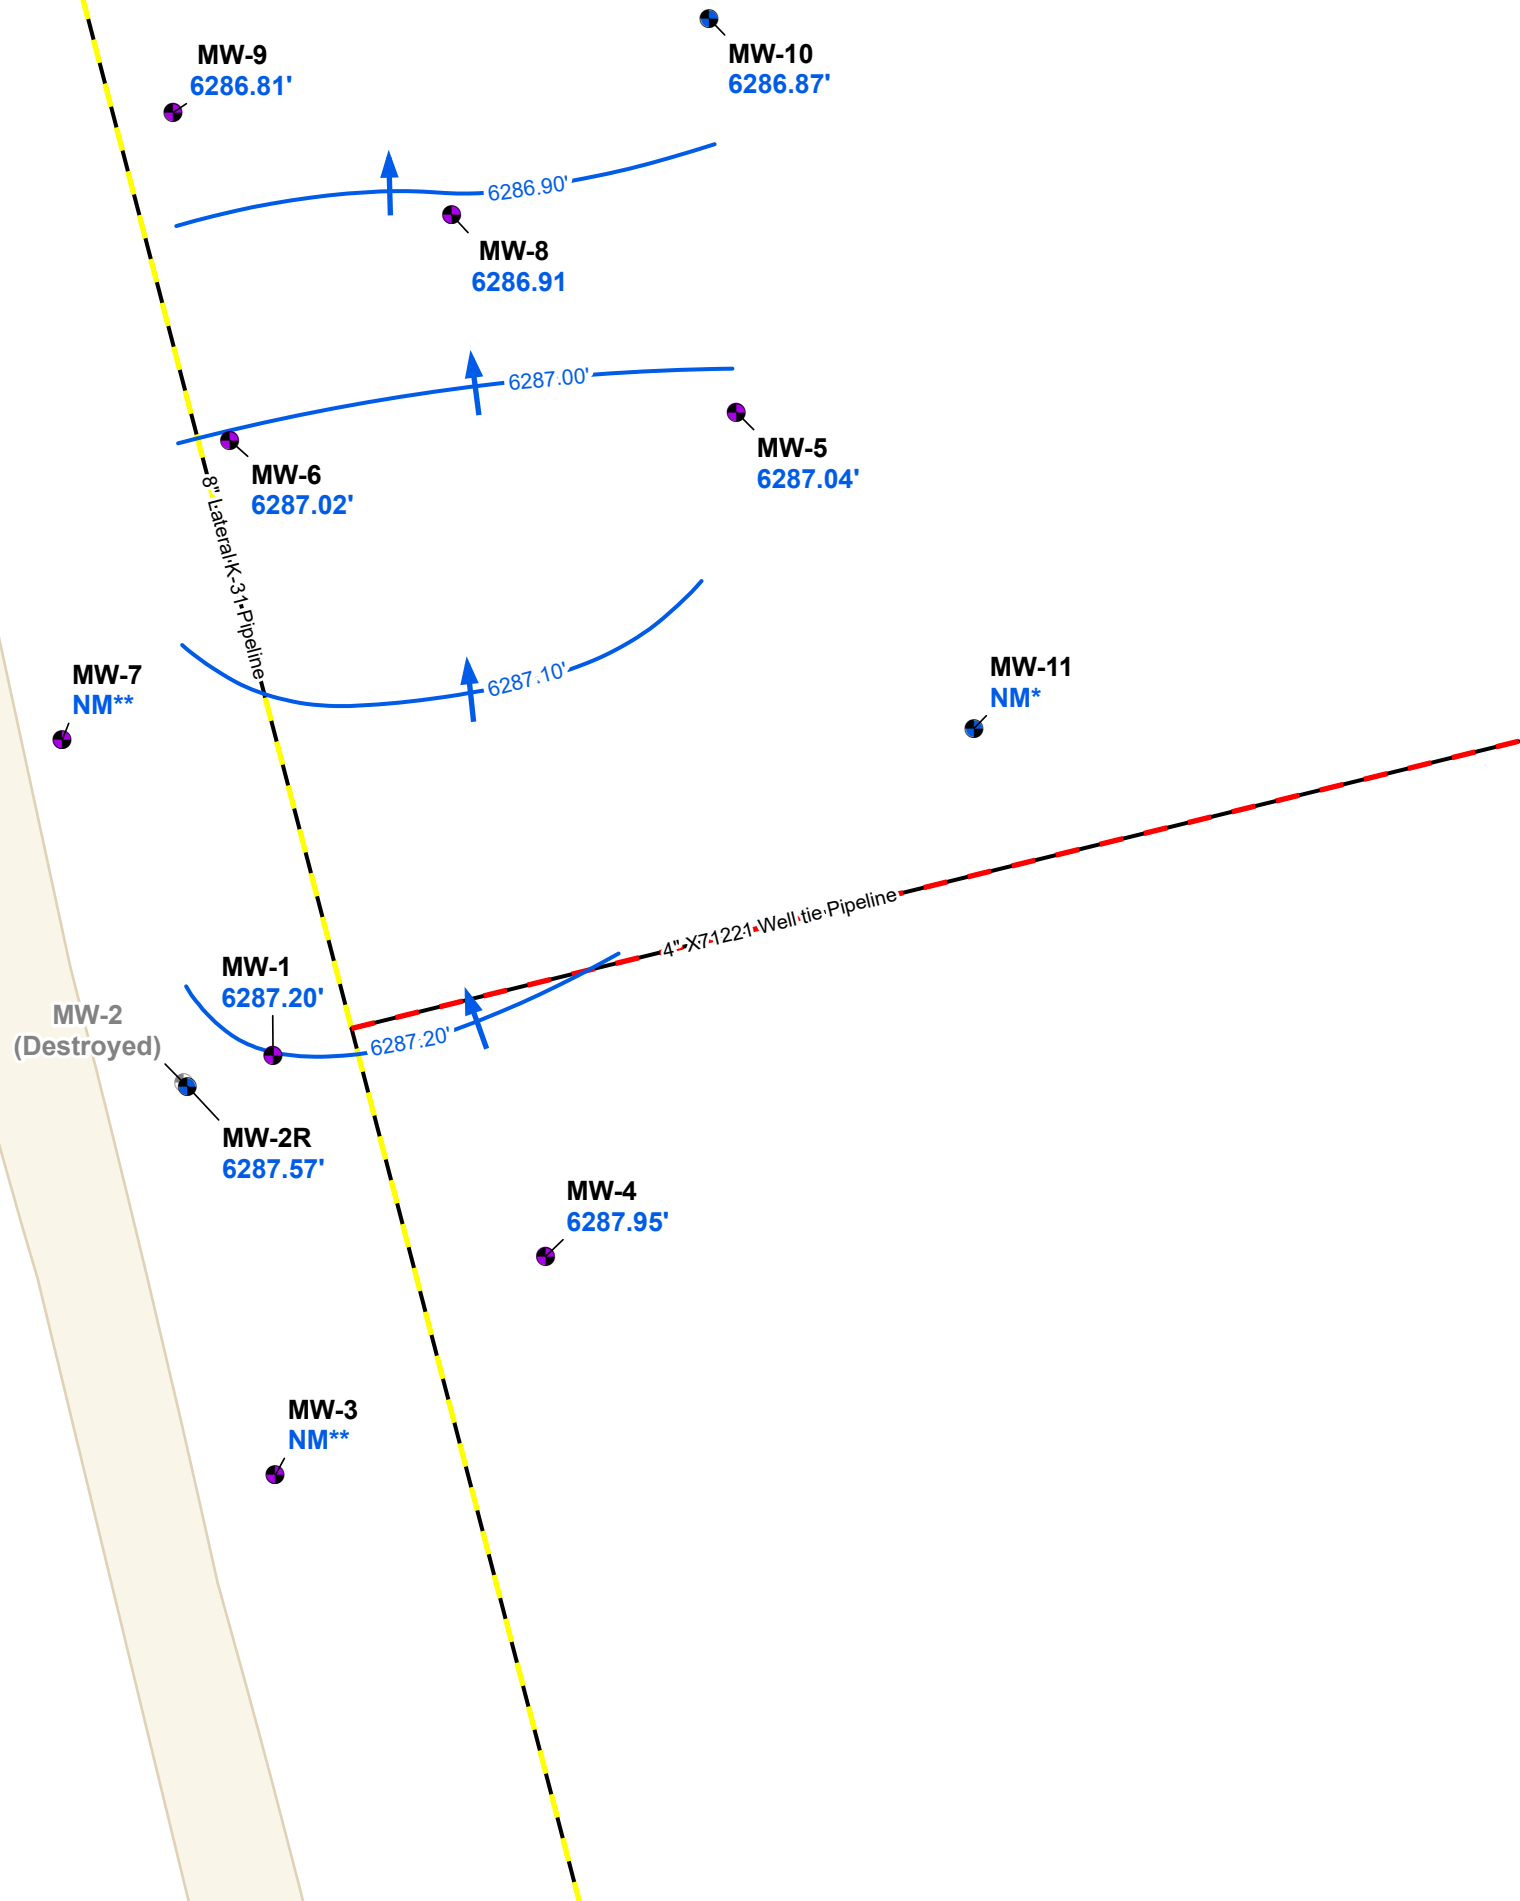 MW-9
6286.81'
MW-10
6286.87'
6286.90'
MW-8
6286.91
6287.00'
MW-5
6287.04'
MW-6
6287.02'
8" Lateral K-31 Pipeline
6287.10'
MW-7
NM**
MW-11
NM*
4" X71221 Well tie Pipeline
MW-1
6287.20'
MW-2
(Destroyed)
6287.20'
MW-2R
6287.57'
MW-4
6287.95'
MW-3
NM**